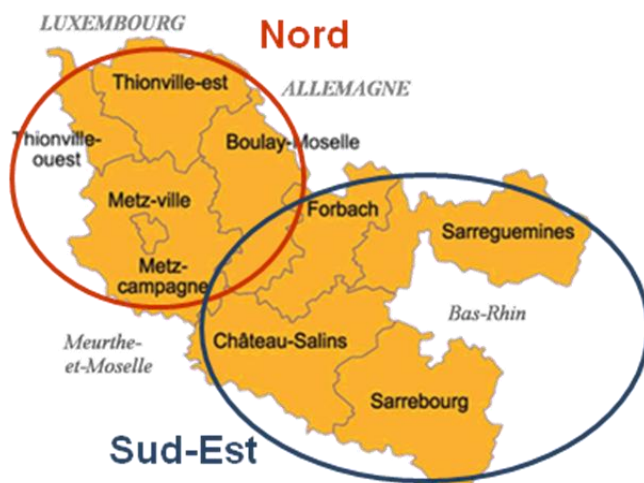 LUXEMBOURG
Nord
Thionville-est
ALLEMAGNE
Thionville-
ouest
Boulay-Moselle
Metz-ville
Forbach
Sarreguemines
Metz-
campagne
Bas-Rhin
Meurthe-
et-Moselle
Château-Salins
Sarrebourg
Sud-Est